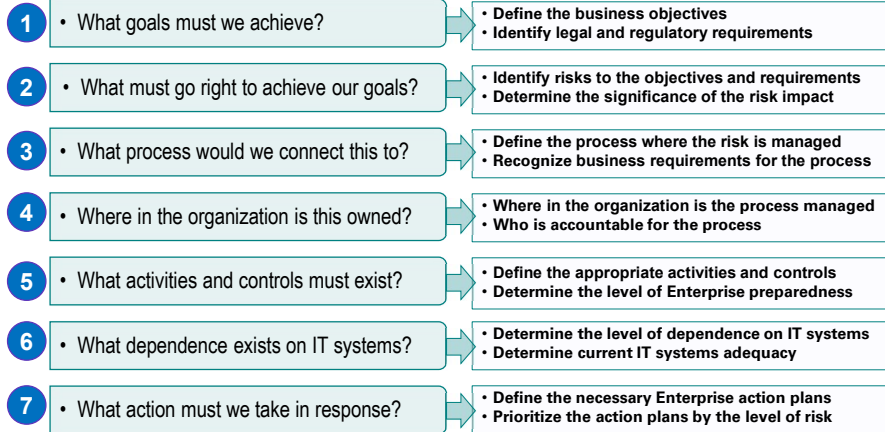 1
• What goals must we achieve?
• Define the business objectives
• Identify legal and regulatory requirements
2
• What must go right to achieve our goals?
• Identify risks to the objectives and requirements
• Determine the significance of the risk impact
3
• What process would we connect this to?
• Define the process where the risk is managed
• Recognize business requirements for the process
4
• Where in the organization is this owned?
• Where in the organization is the process managed
• Who is accountable for the process
5
• What activities and controls must exist?
• Define the appropriate activities and controls
• Determine the level of Enterprise preparedness
6
• What dependence exists on IT systems?
• Determine the level of dependence on IT systems
• Determine current IT systems adequacy
7
• What action must we take in response?
• Define the necessary Enterprise action plans
• Prioritize the action plans by the level of risk